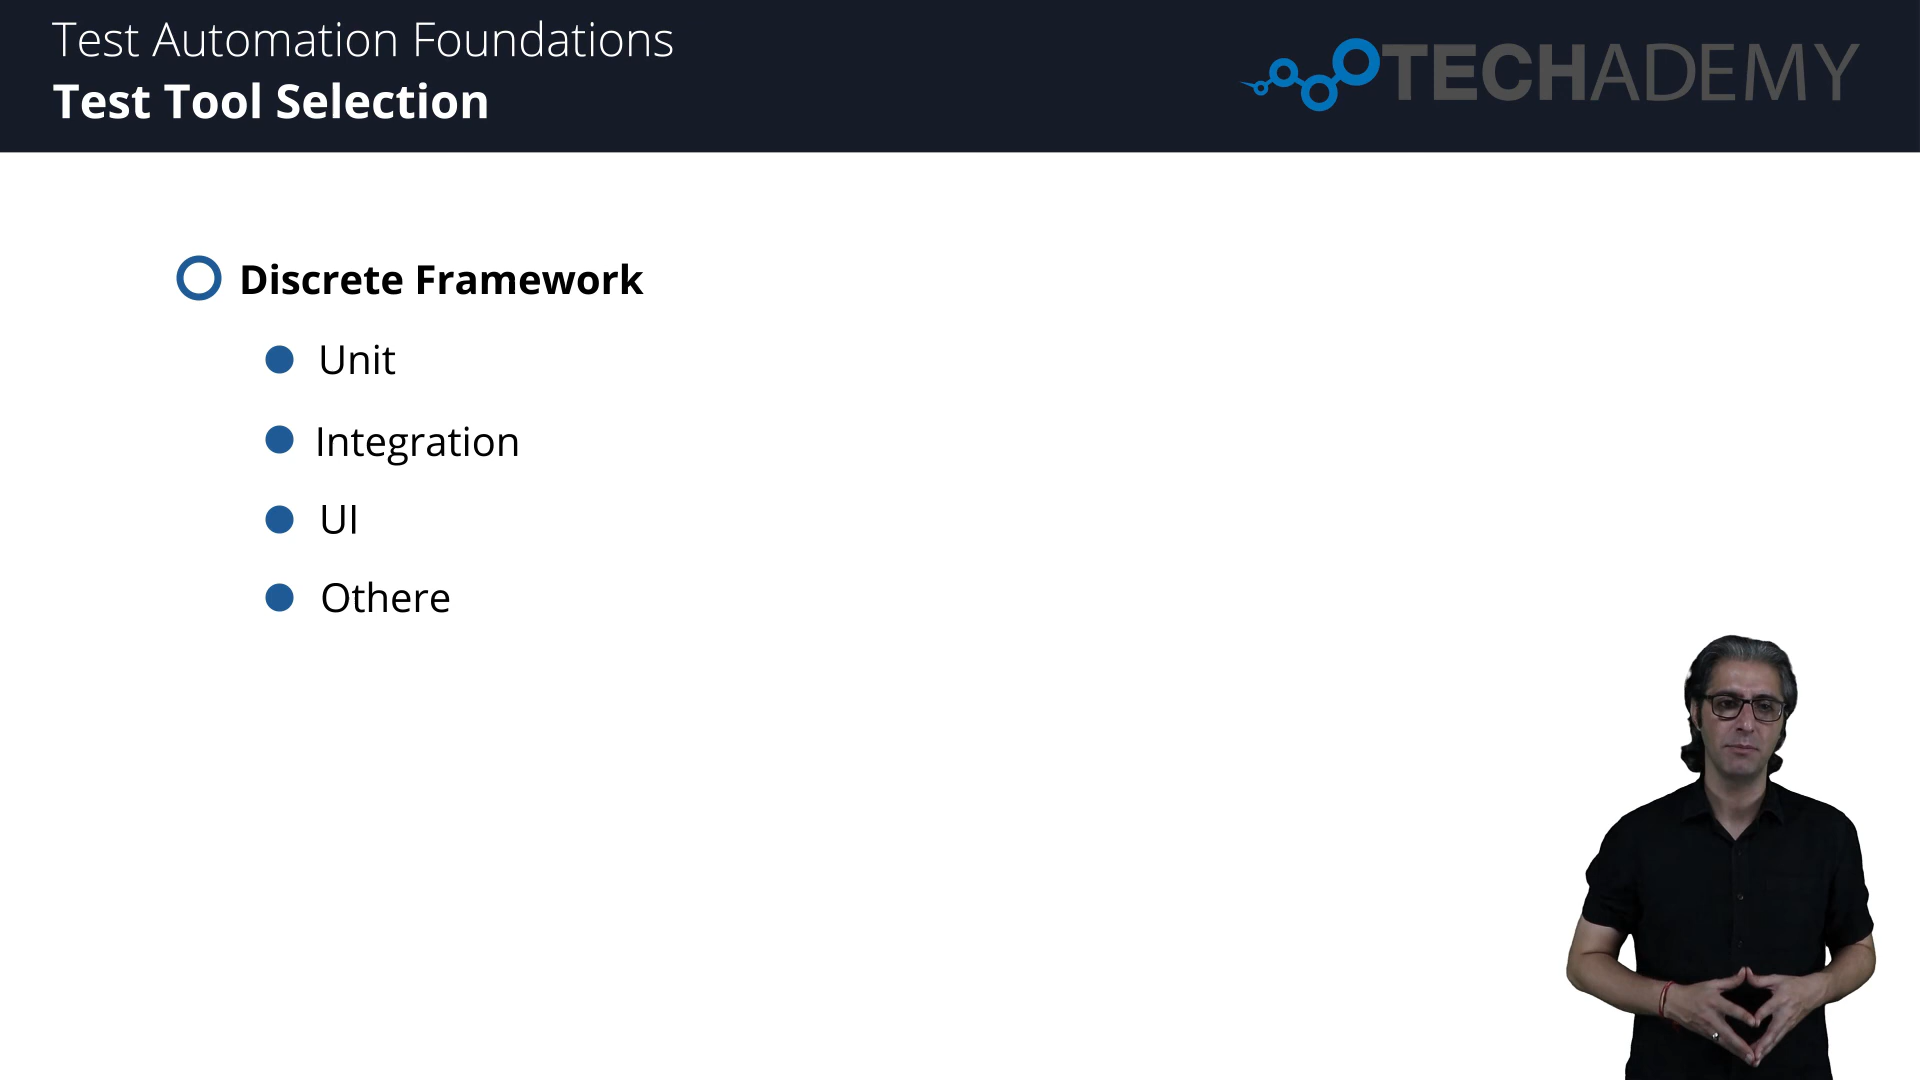 Test Automation Foundations
Test Tool Selection
TECHADEMY
Discrete Framework
Unit
Integration
UI
Othere